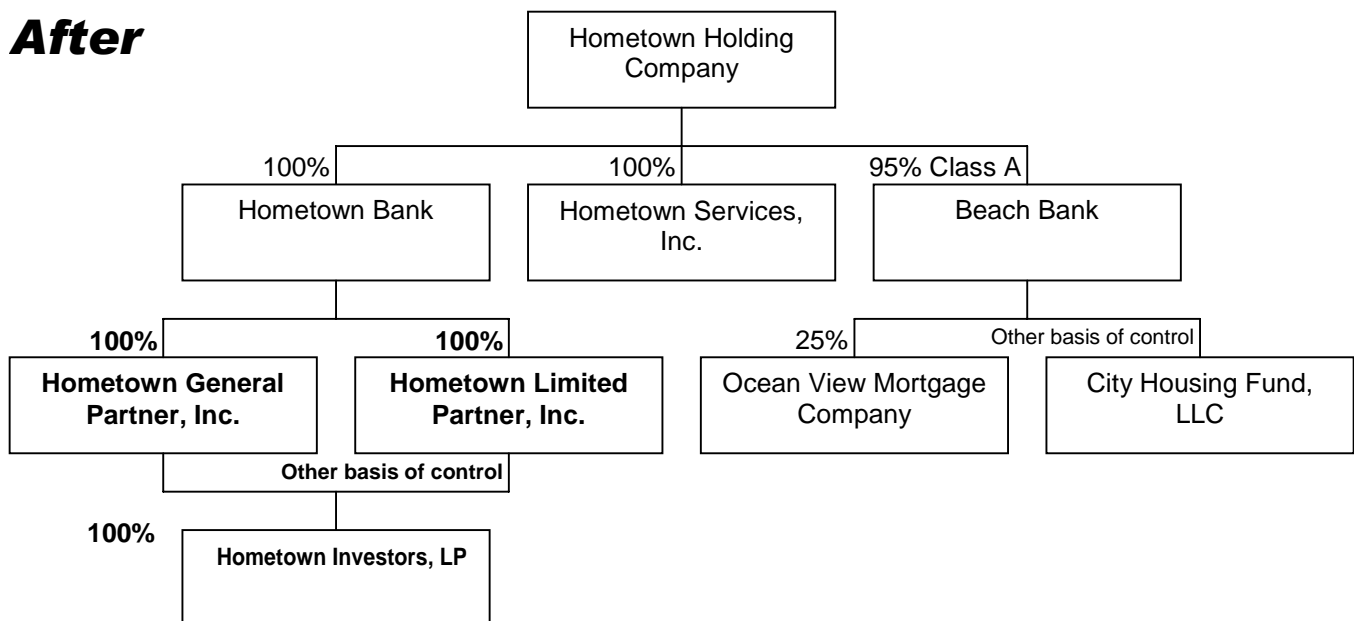 After
Hometown Holding
Company
100%
100%
95% Class A
Hometown Bank
Hometown Services,
Inc.
Beach Bank
100%
100%
25%
Other basis of control
Hometown General
Partner, Inc.
Hometown Limited
Partner, Inc.
Ocean View Mortgage
Company
City Housing Fund,
LLC
Other basis of control
100%
Hometown Investors, LP